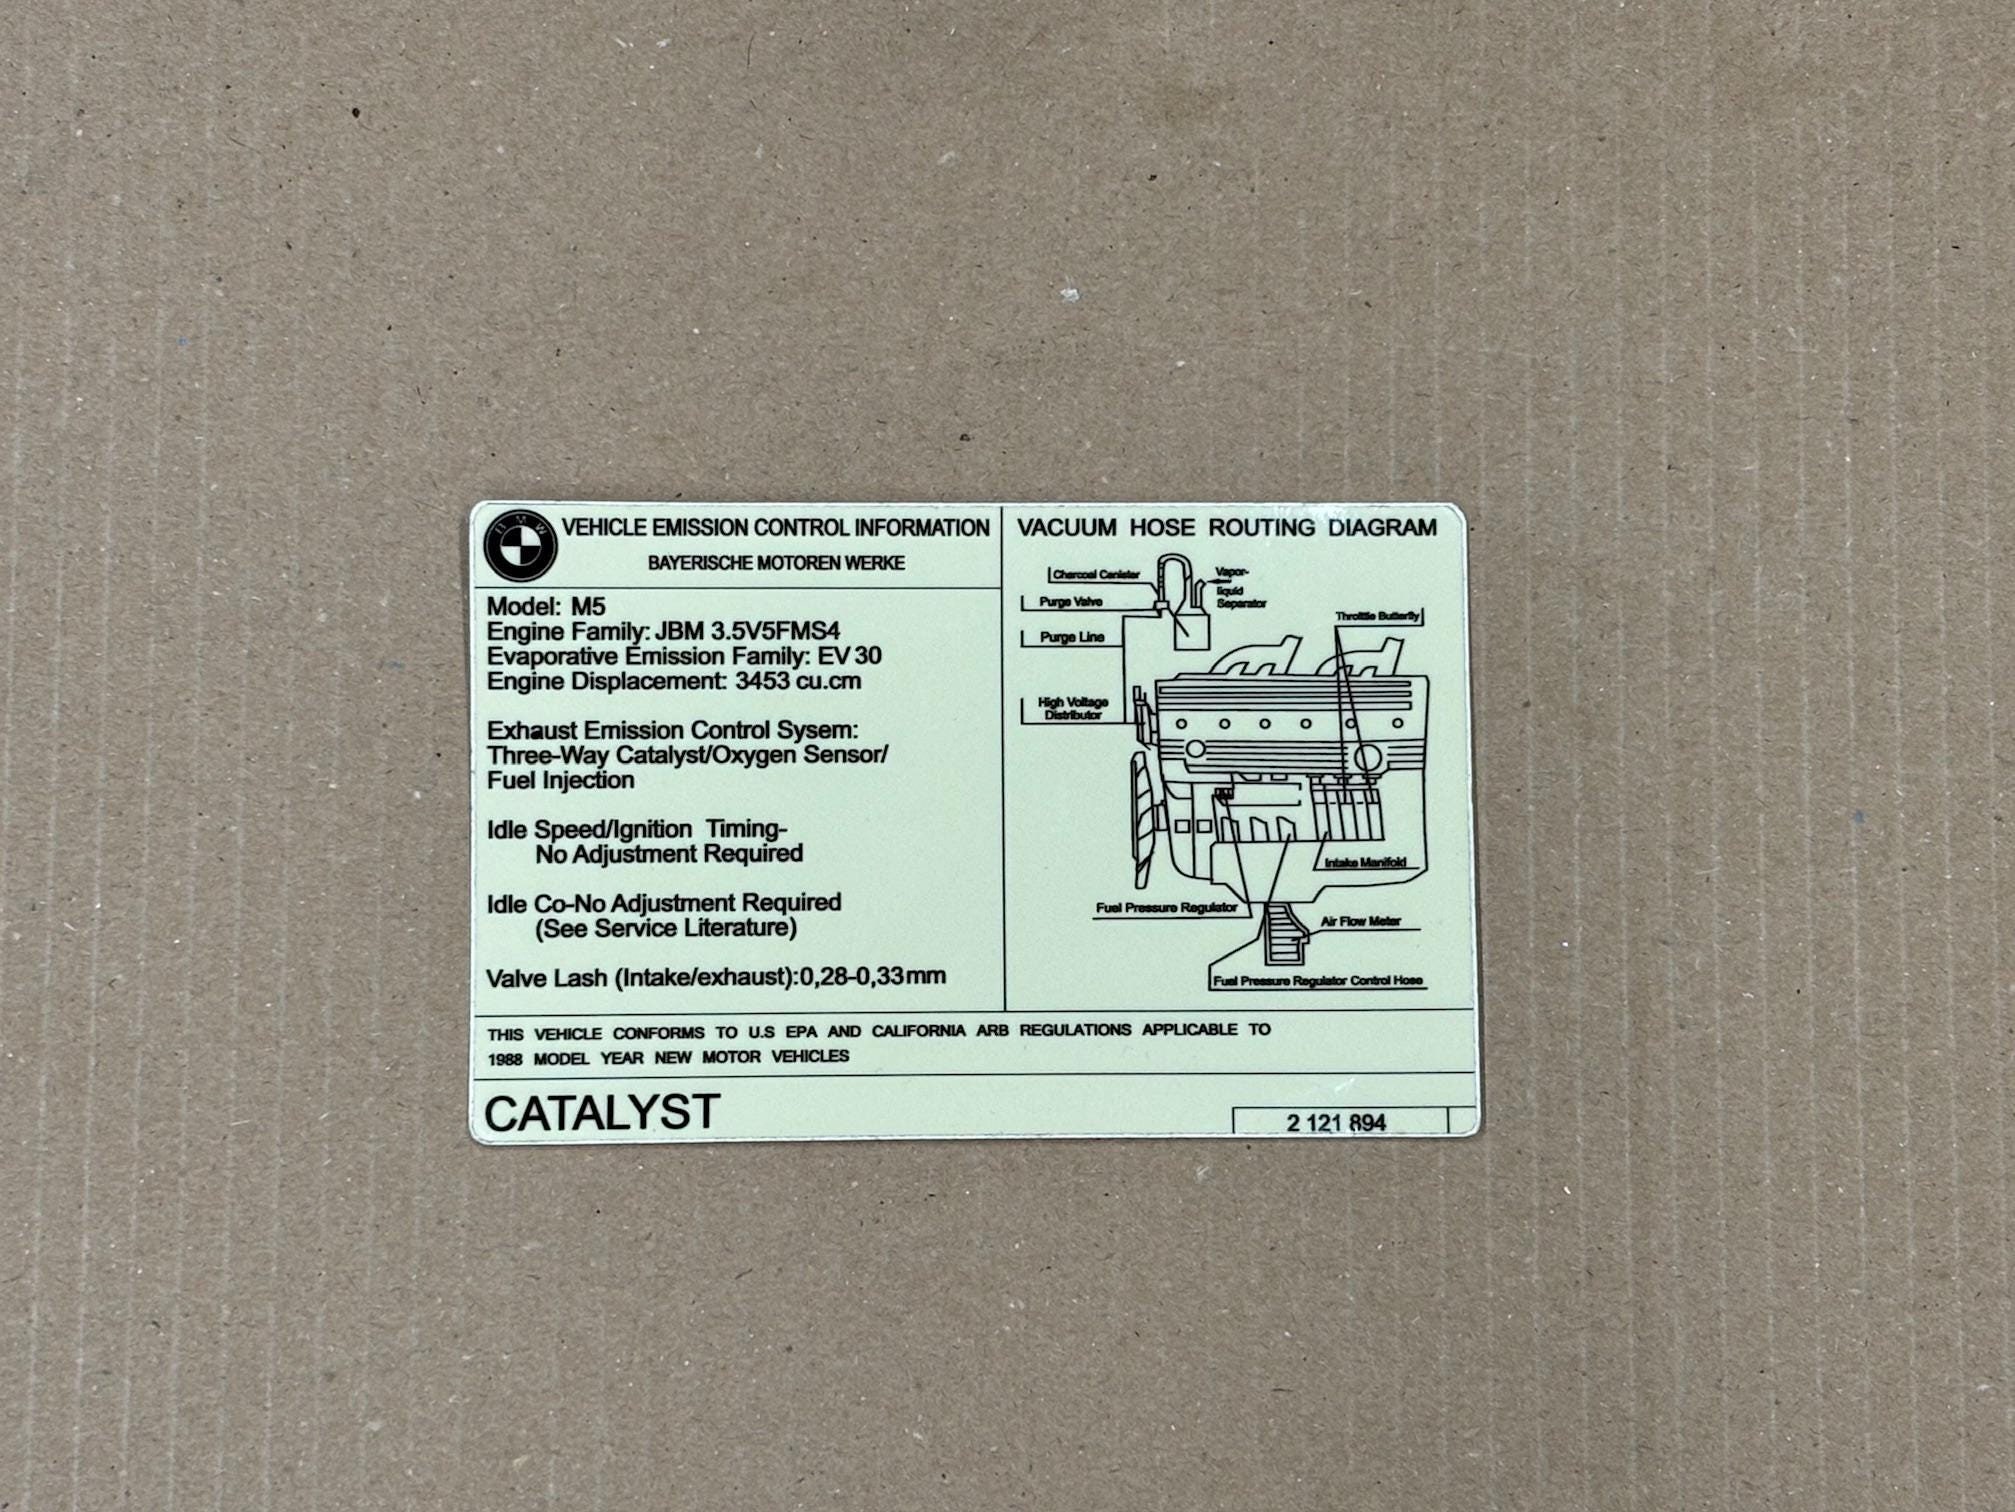 BMW
VEHICLE EMISSION CONTROL INFORMATION
BAYERISCHE MOTOREN WERKE
Model: M5
Engine Family: JBM 3.5V5FMS4
Evaporative Emission Family: EV 30
Engine Displacement: 3453 cu.cm
Exhaust Emission Control Sysem:
Three-Way Catalyst/Oxygen Sensor/
Fuel Injection
Idle Speed/Ignition Timing-
No Adjustment Required
Idle Co-No Adjustment Required
(See Service Literature)
Valve Lash (Intake/exhaust):0,28-0,33mm
VACUUM HOSE ROUTING DIAGRAM
Charcoal Canister
Vapor-
liquid
Separator
Purge Valve
Throttle Butterfly
Purge Line
High Voltage
Distributor
Intake Manifold
Fuel Pressure Regulator
Air Flow Meter
Fuel Pressure Regulator Control Hose
THIS VEHICLE CONFORMS TO U.S EPA AND CALIFORNIA ARB REGULATIONS APPLICABLE TO
1988 MODEL YEAR NEW MOTOR VEHICLES
CATALYST
2 121 894